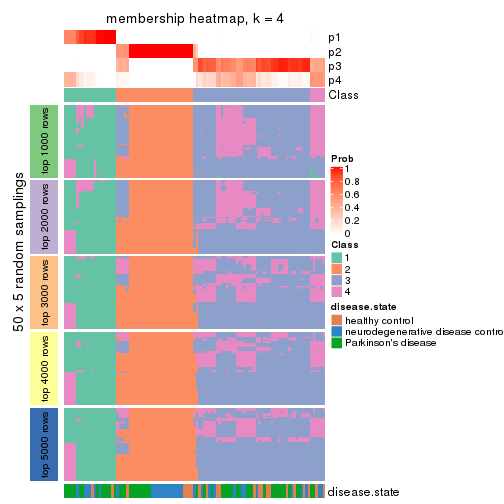 membership heatmap, k = 4
p1
p2
p3
p4
Class
50 x 5 random samplings
top 1000 rows
top 2000 rows
top 3000 rows
top 4000 rows
top 5000 rows
disease.state
Prob
1
0.8
0.6
0.4
0.2
0
Class
1
2
3
4
disease.state
healthy control
neurodegenerative disease contro
Parkinson's disease